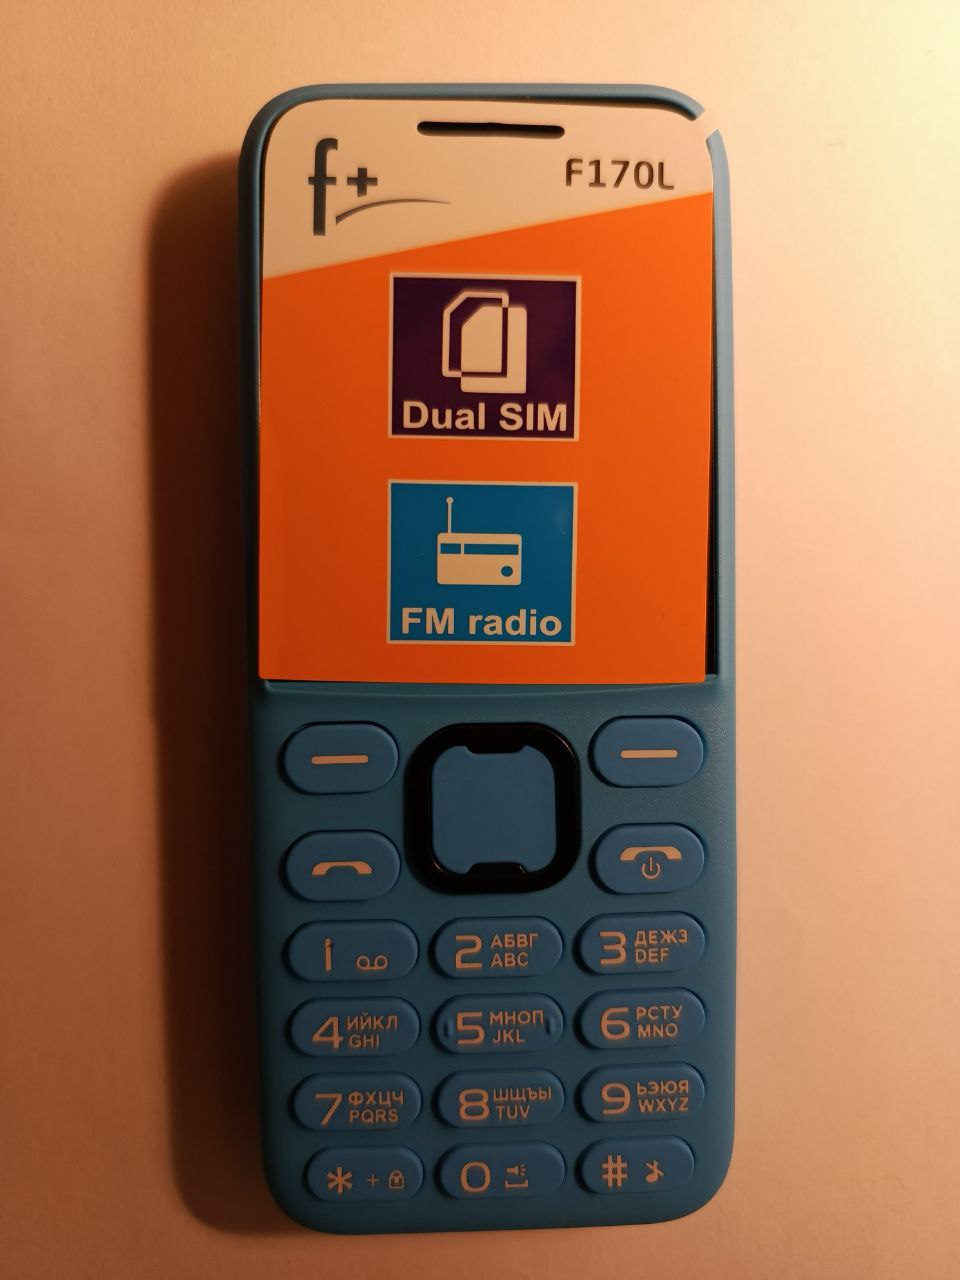 f+
F170L
Dual SIM
FM radio
1
2 АБВГ
ABC
3 ДЕЖЗ
DEF
4 ИЙКЛ
GHI
5 МНОП
JKL
6 РСТУ
MNO
7 ФХЦЧ
PQRS
8 ШЩЪЫ
TUV
9 ЬЭЮЯ
WXYZ
* +
0
#